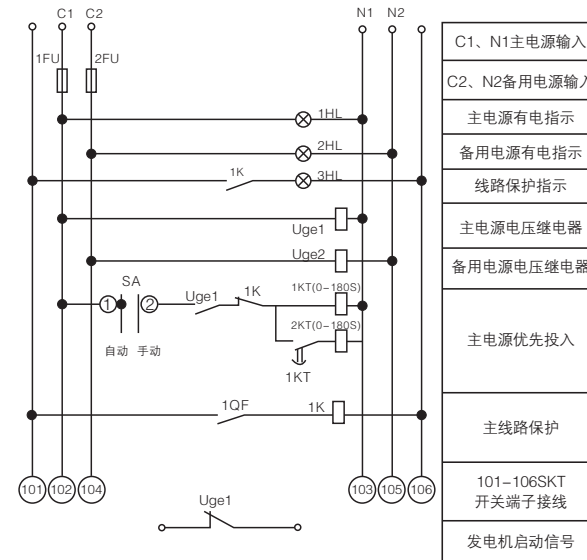 C1 C2 N1 N2
1FU 2FU
C1、N1主电源输入
C2、N2备用电源输入
1HL
主电源有电指示
2HL
备用电源有电指示
1K 3HL
线路保护指示
Uge1
主电源电压继电器
Uge2
备用电源电压继电器
SA
① ② Uge1 1K 1KT(0-180S)
自动 手动
2KT(0-180S)
1KT
主电源优先投入
1QF 1K
主线路保护
101 102 104 103 105 106
101-106SKT
开关端子接线
Uge1
发电机启动信号